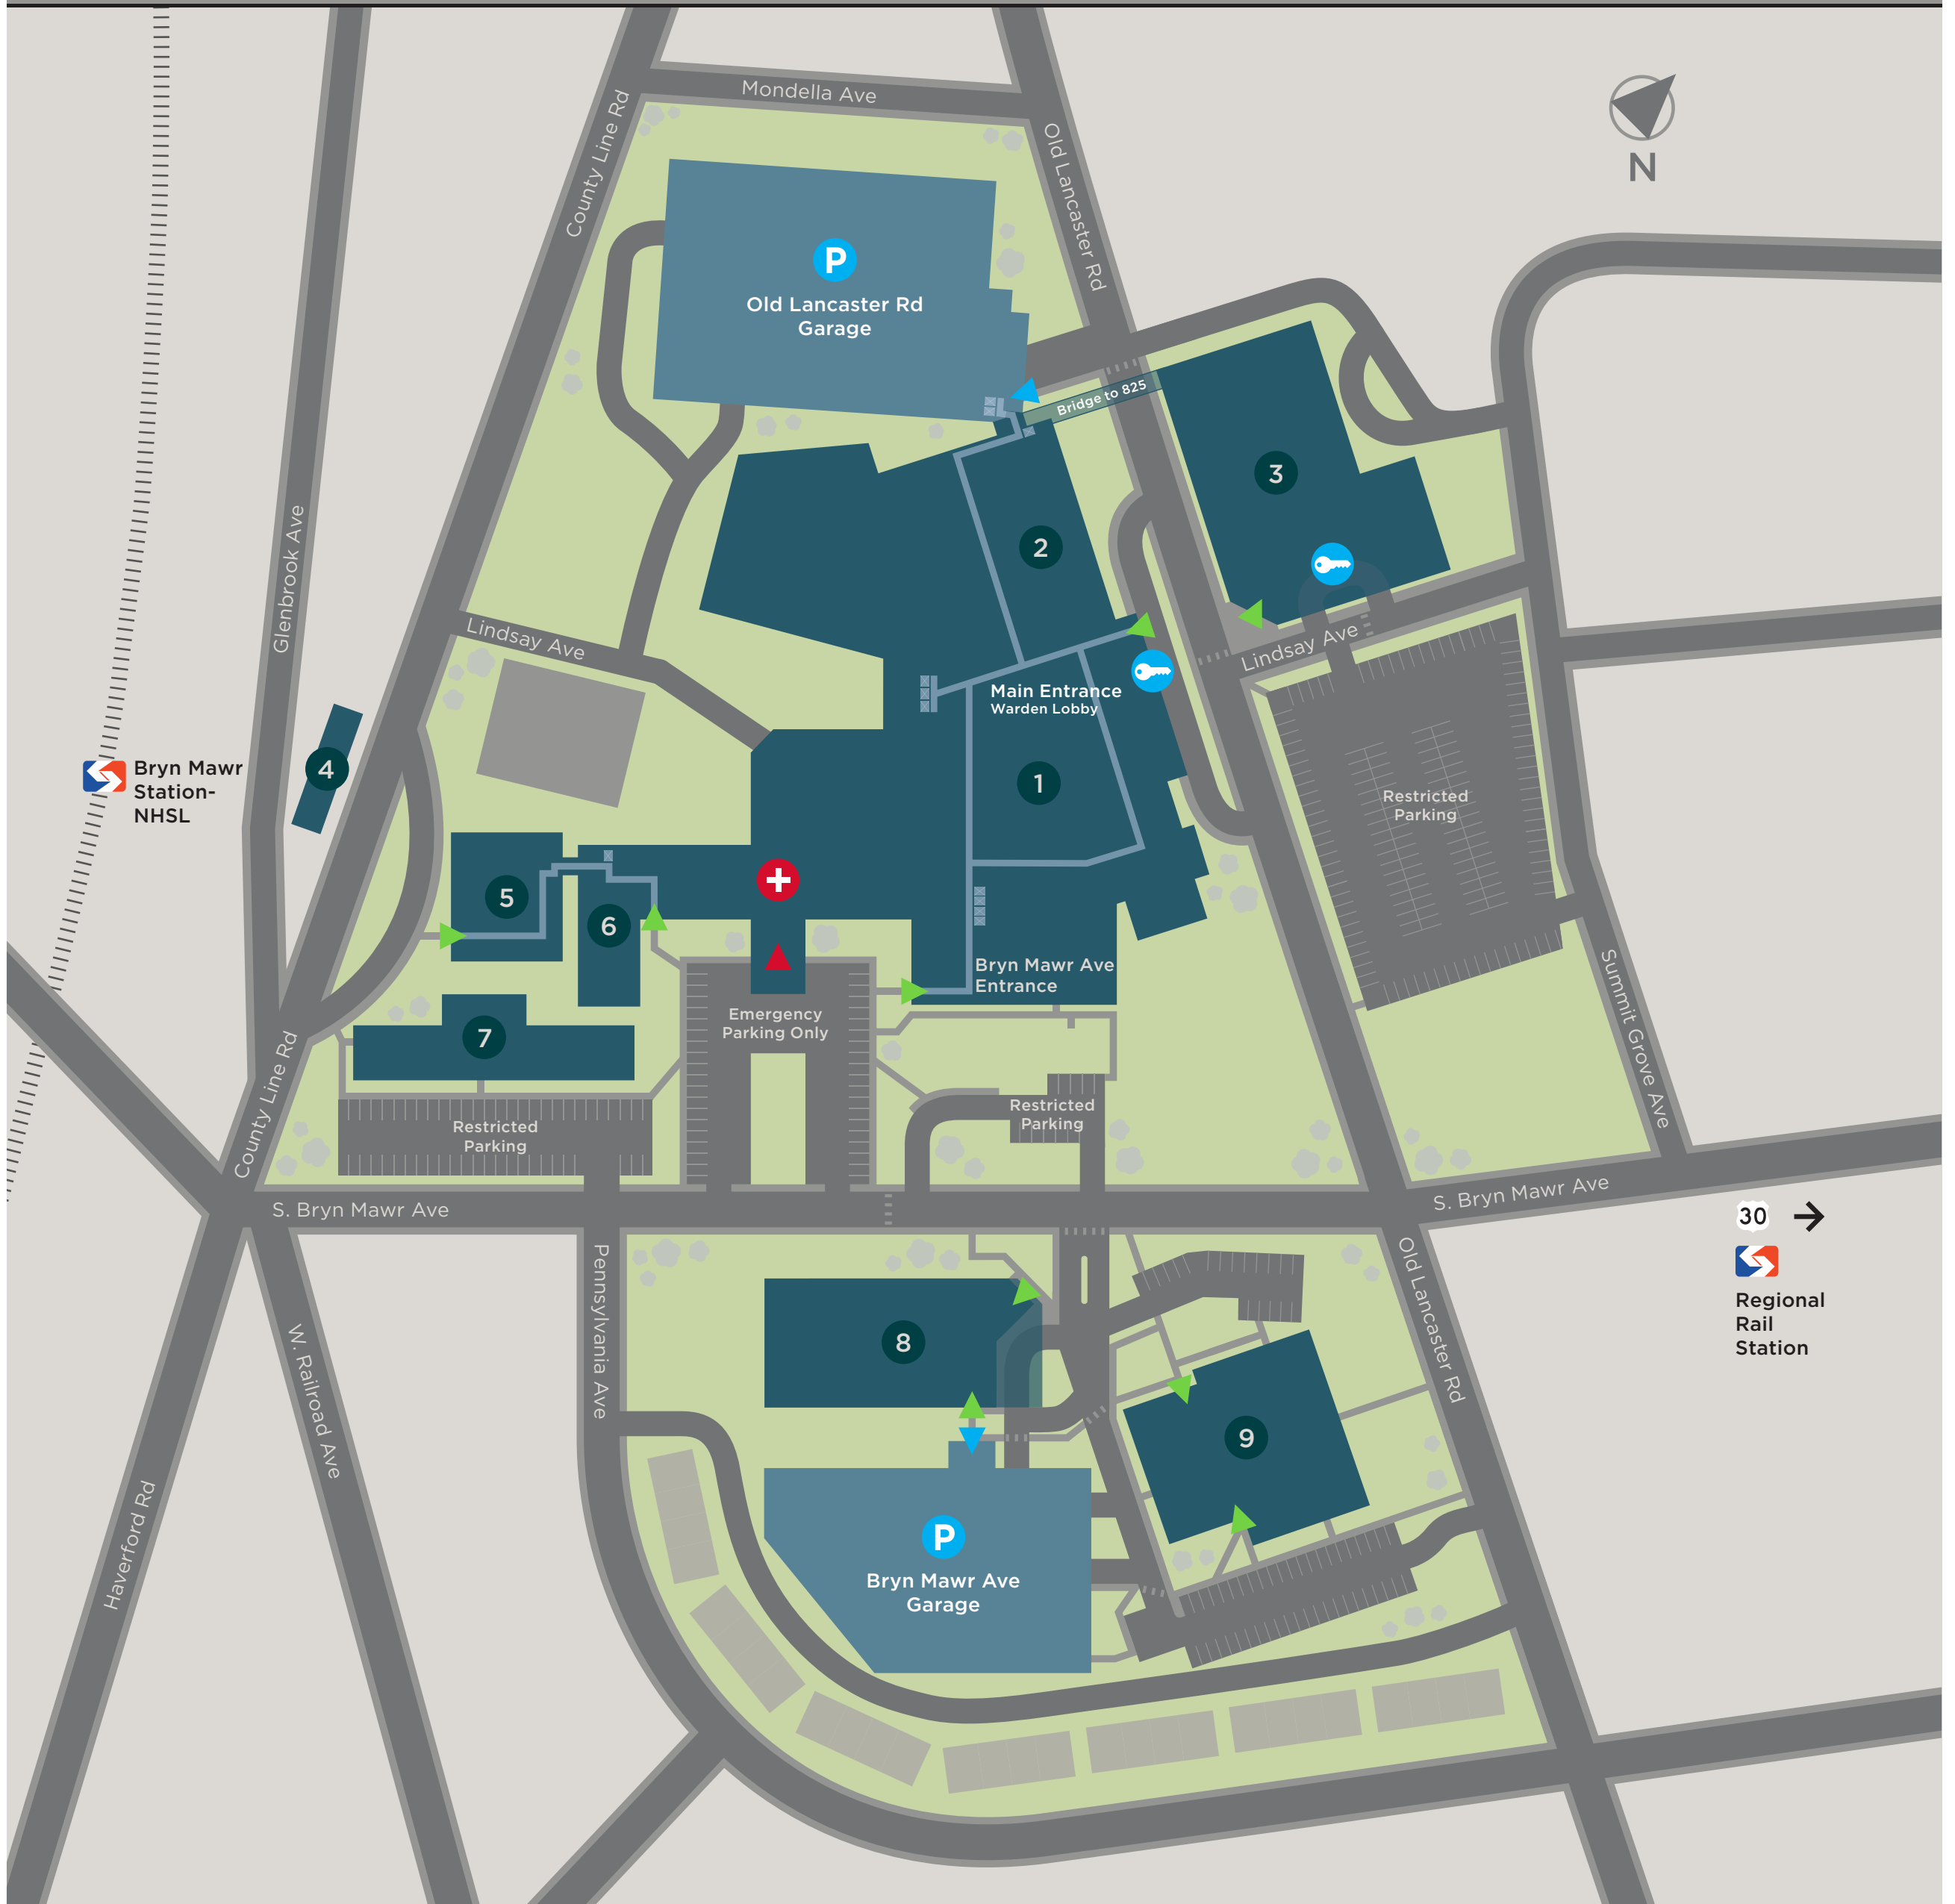 Mondella Ave
County Line Rd
Old Lancaster Rd
N
P
Old Lancaster Rd
Garage
Bridge to 825
3
2
Glenbrook Ave
Lindsay Ave
Lindsay Ave
Main Entrance
Warden Lobby
4
Bryn Mawr
Station-
NHSL
1
Restricted
Parking
5
6
Bryn Mawr Ave
Entrance
Emergency
Parking Only
7
Summit Grove Ave
County Line Rd
Restricted
Parking
Restricted
Parking
S. Bryn Mawr Ave
S. Bryn Mawr Ave
30
Regional
Rail
Station
Pennsylvania Ave
Old Lancaster Rd
W. Railroad Ave
8
9
Haverford Rd
P
Bryn Mawr Ave
Garage